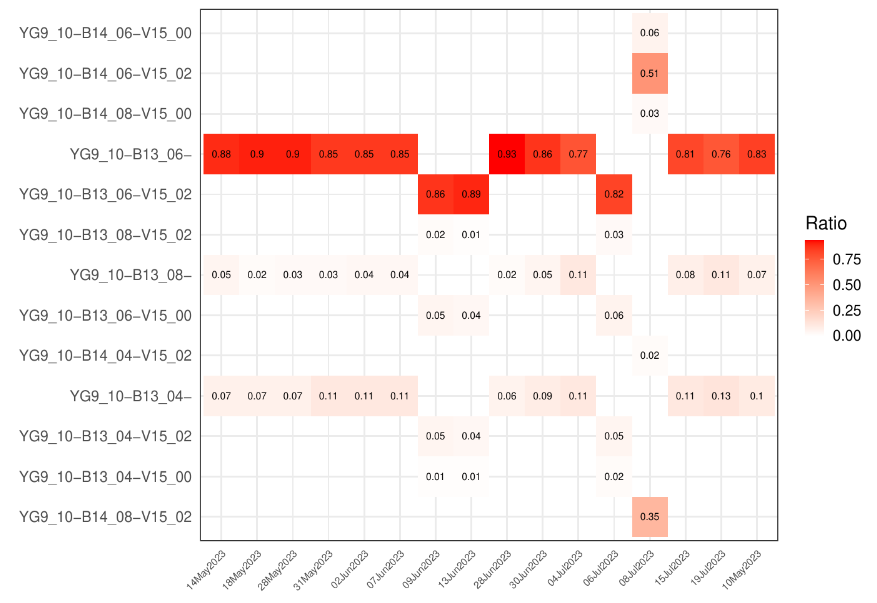 YG9_10−B14_06−V15_00 0.06
YG9_10−B14_06−V15_02 0.51
YG9_10−B14_08−V15_00 0.03
YG9_10−B13_06− 0.88 0.9 0.9 0.85 0.85 0.85 0.93 0.86 0.77 0.81 0.76 0.83
YG9_10−B13_06−V15_02 0.86 0.89 0.82
YG9_10−B13_08−V15_02 0.02 0.01 0.03
YG9_10−B13_08− 0.05 0.02 0.03 0.03 0.04 0.04 0.02 0.05 0.11 0.08 0.11 0.07
YG9_10−B13_06−V15_00 0.05 0.04 0.06
YG9_10−B14_04−V15_02 0.02
YG9_10−B13_04− 0.07 0.07 0.07 0.11 0.11 0.11 0.06 0.09 0.11 0.11 0.13 0.1
YG9_10−B13_04−V15_02 0.05 0.04 0.05
YG9_10−B13_04−V15_00 0.01 0.01 0.02
YG9_10−B14_08−V15_02 0.35
14May2023 18May2023 28May2023 31May2023 02Jun2023 07Jun2023 09Jun2023 13Jun2023 28Jun2023 30Jun2023 04Jul2023 06Jul2023 08Jul2023 15Jul2023 19Jul2023 10May2023
Ratio
0.75
0.50
0.25
0.00